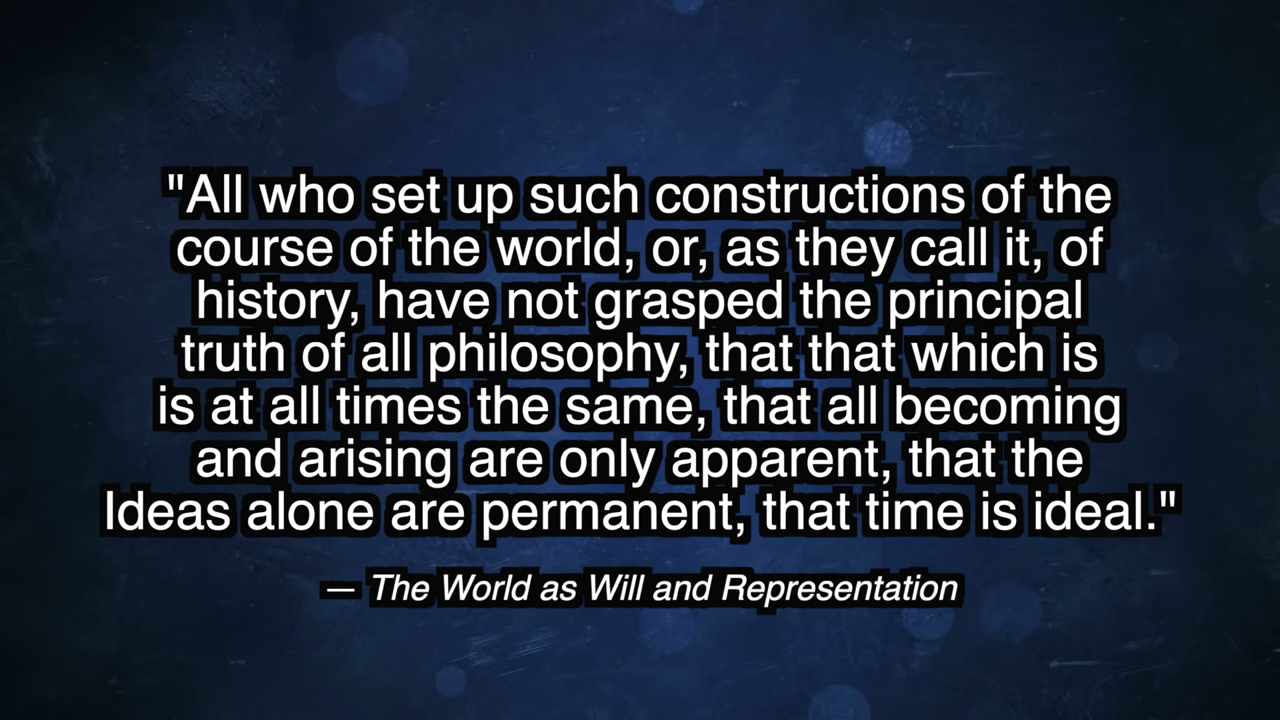 "All who set up such constructions of the
course of the world, or, as they call it, of
history, have not grasped the principal
truth of all philosophy, that that which is
is at all times the same, that all becoming
and arising are only apparent, that the
Ideas alone are permanent, that time is ideal."
— The World as Will and Representation